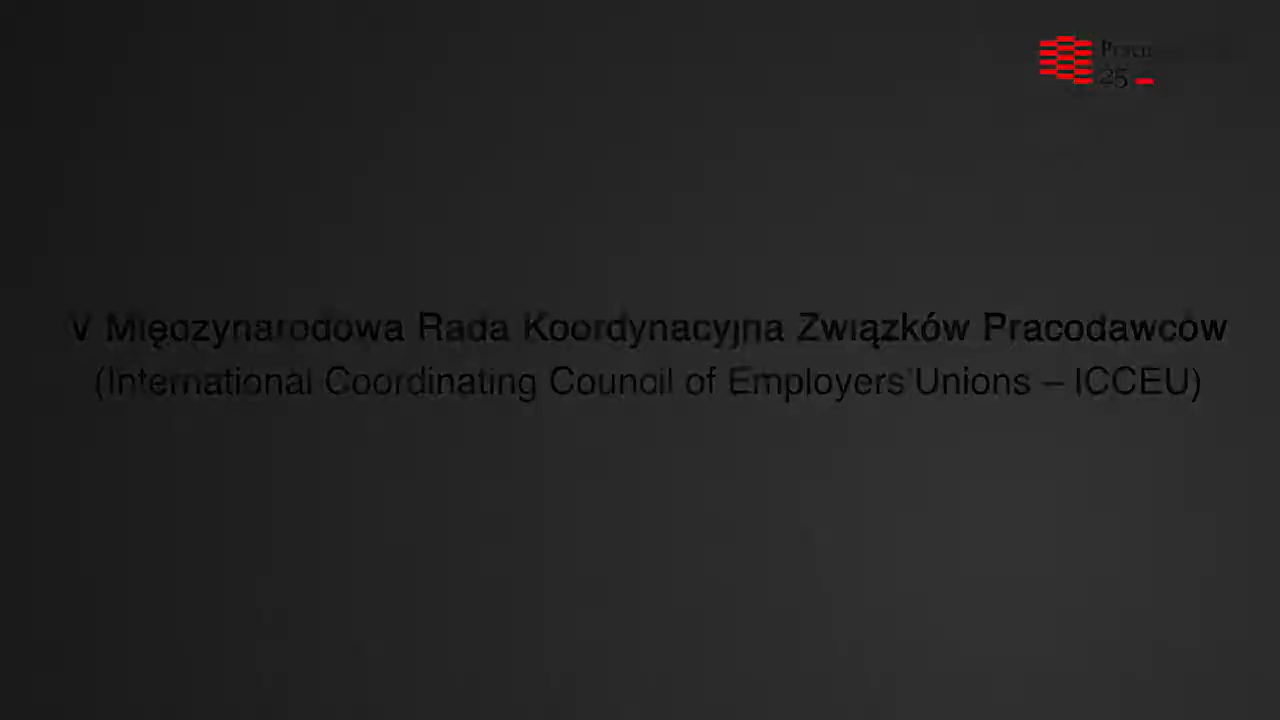 25
V Międzynarodowa Rada Koordynacyjna Związków Pracodawców
(International Coordinating Council of Employers'Unions – ICCEU)